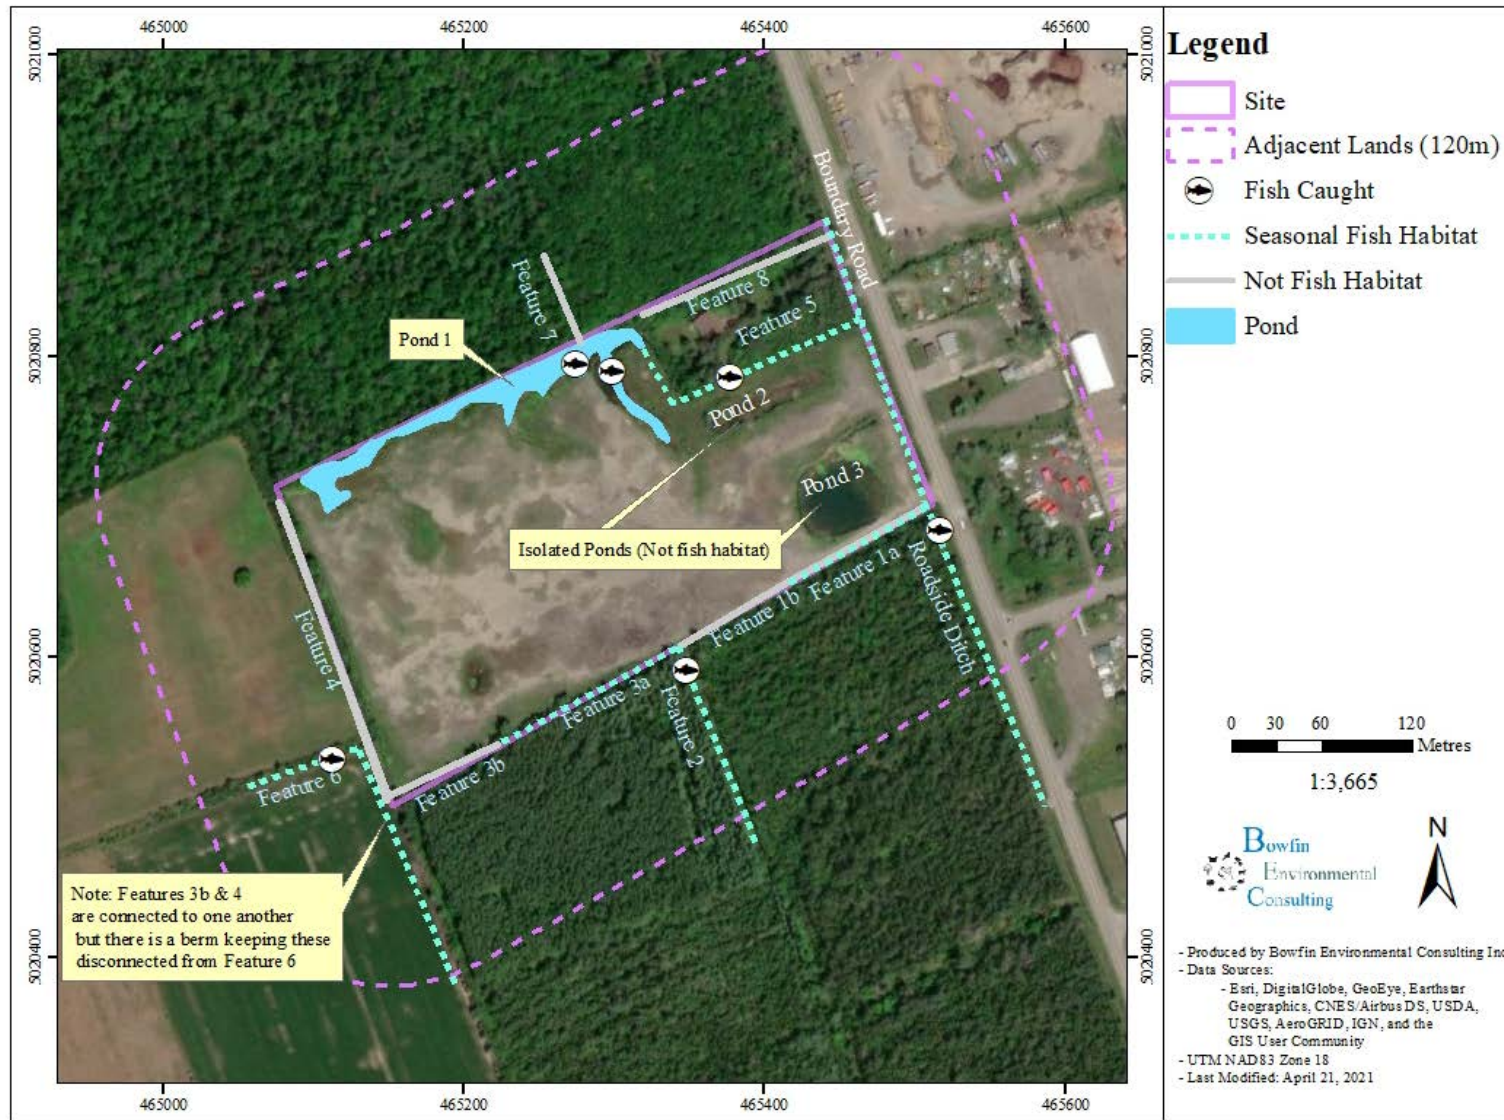 465000
465200
465400
465600
5021000
5021000
5020800
5020800
5020600
5020600
5020400
5020400
Boundary Road
Feature 7
Feature 8
Feature 5
Pond 1
Pond 2
Pond 3
Isolated Ponds (Not fish habitat)
Feature 1a
Feature 1b
Roadside Ditch
Feature 4
Feature 3a
Feature 2
Feature 3b
Feature 6
Note: Features 3b & 4
are connected to one another
but there is a berm keeping these
disconnected from Feature 6
465000
465200
465400
465600
Legend
Site
Adjacent Lands (120m)
Fish Caught
Seasonal Fish Habitat
Not Fish Habitat
Pond
0 30 60 120
Metres
1:3,665
Bowfin
Environmental
Consulting
N
- Produced by Bowfin Environmental Consulting Inc
- Data Sources:
- Esri, DigitalGlobe, GeoEye, Earthstar
Geographics, CNES/Airbus DS, USDA,
USGS, AeroGRID, IGN, and the
GIS User Community
- UTM NAD83 Zone 18
- Last Modified: April 21, 2021